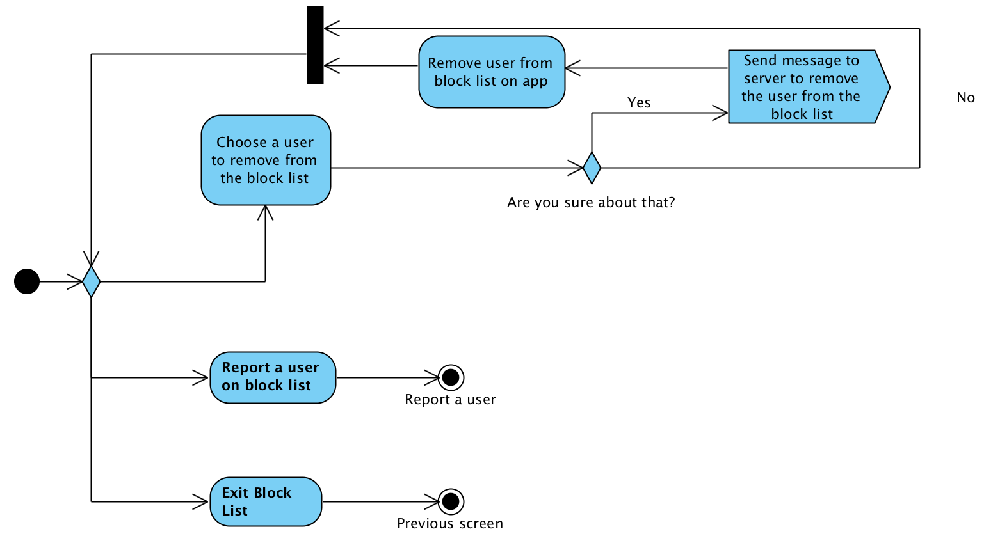 Remove user from
block list on app
Send message to
server to remove
the user from the
block list
Yes
No
Choose a user
to remove from
the block list
Are you sure about that?
Report a user
on block list
Report a user
Exit Block
List
Previous screen